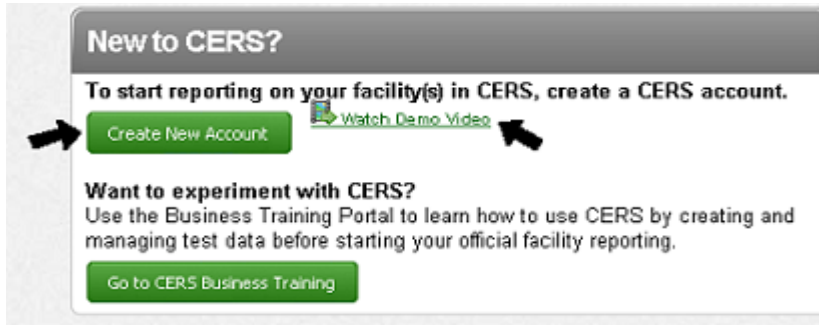 New to CERS?
To start reporting on your facility(s) in CERS, create a CERS account.
Create New Account
Watch Demo Video
Want to experiment with CERS?
Use the Business Training Portal to learn how to use CERS by creating and
managing test data before starting your official facility reporting.
Go to CERS Business Training